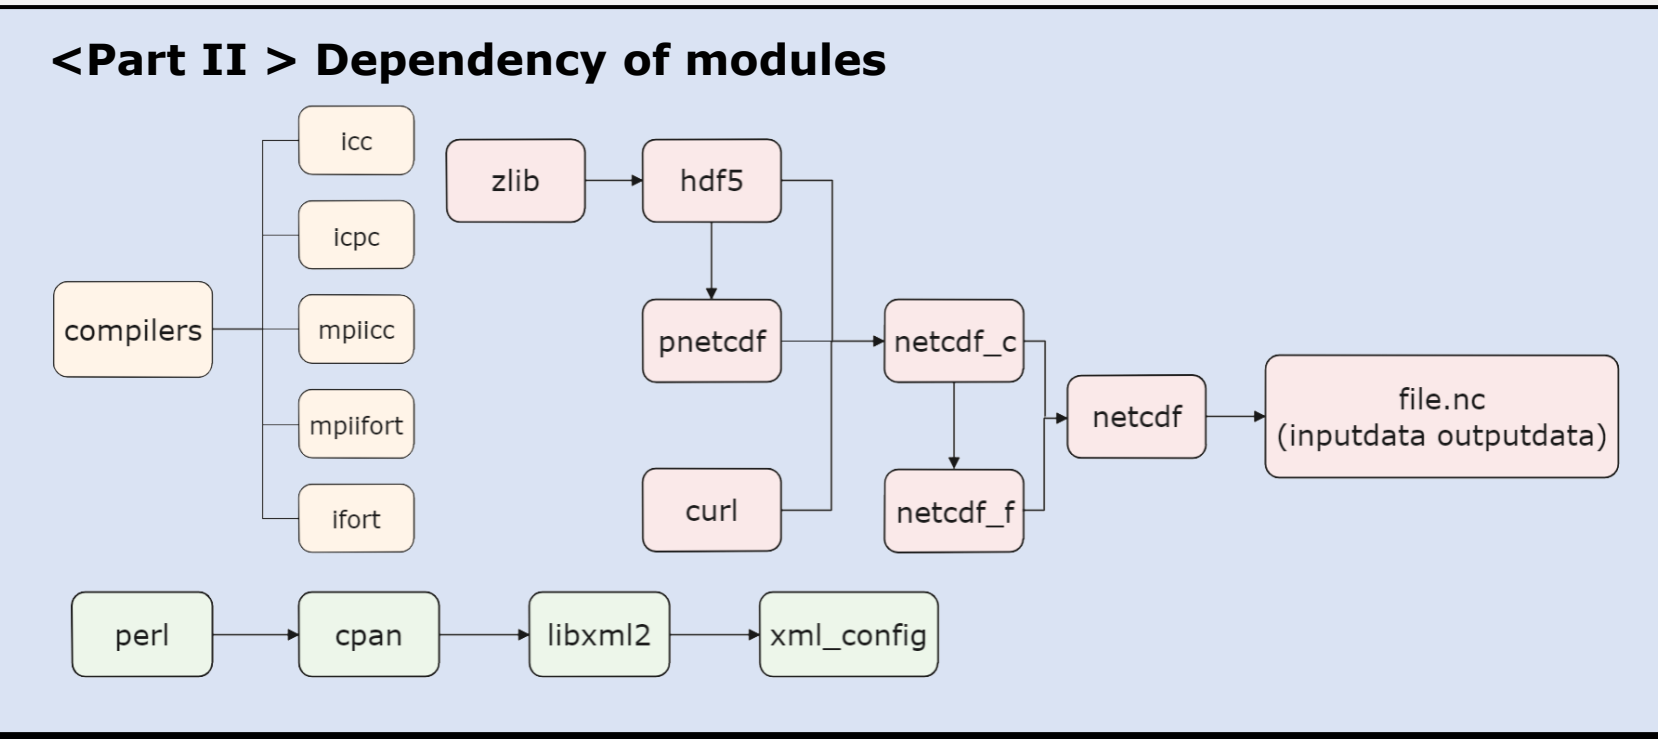 <Part II > Dependency of modules
compilers
icc
icpc
mpiicc
mpiifort
ifort
zlib
hdf5
pnetcdf
curl
netcdf_c
netcdf_f
netcdf
file.nc
(inputdata outputdata)
perl
cpan
libxml2
xml_config